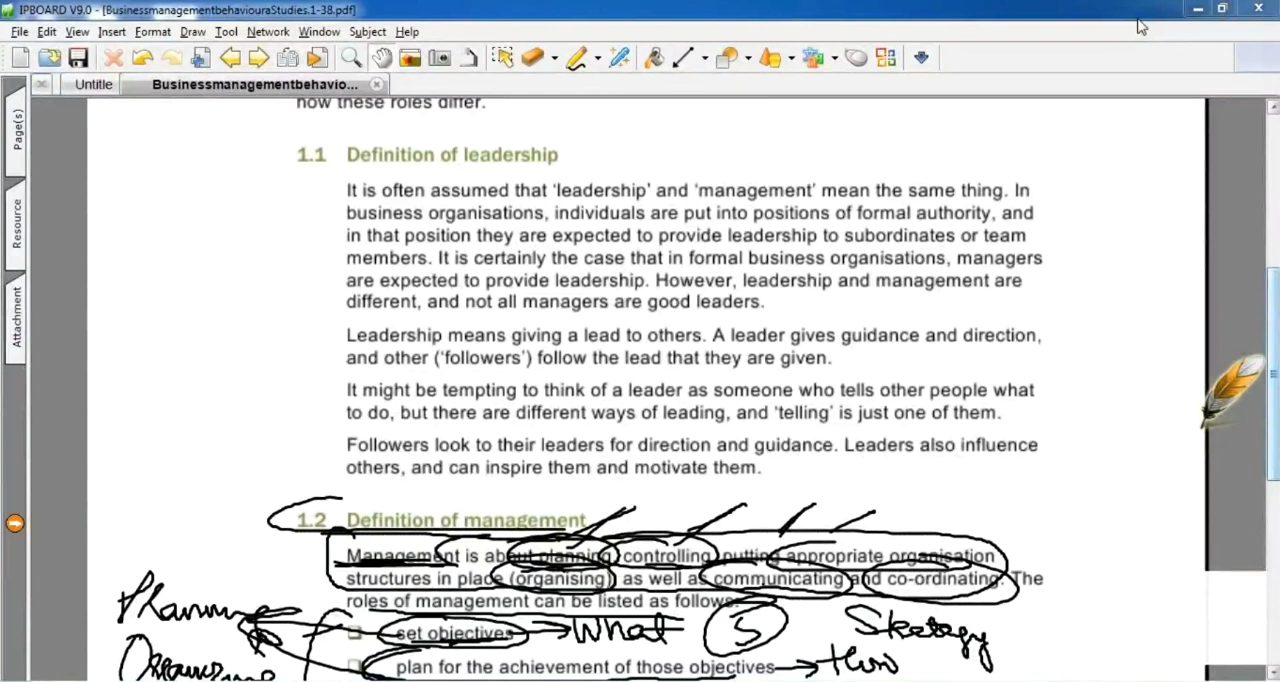 IPBOARD V9.0 - [BusinessmanagementbehaviouraStudies.1-38.pdf]
File Edit View Insert Format Draw Tool Network Window Subject Help
Untitle Businessmanagementbehavio...
Page(s)
Resource
Attachment
how these roles differ.
1.1 Definition of leadership
It is often assumed that ‘leadership’ and ‘management’ mean the same thing. In
business organisations, individuals are put into positions of formal authority, and
in that position they are expected to provide leadership to subordinates or team
members. It is certainly the case that in formal business organisations, managers
are expected to provide leadership. However, leadership and management are
different, and not all managers are good leaders.
Leadership means giving a lead to others. A leader gives guidance and direction,
and other (‘followers’) follow the lead that they are given.
It might be tempting to think of a leader as someone who tells other people what
to do, but there are different ways of leading, and ‘telling’ is just one of them.
Followers look to their leaders for direction and guidance. Leaders also influence
others, and can inspire them and motivate them.
1.2 Definition of management
Management is about planning controlling putting appropriate organisation
structures in place (organising) as well as communicating and co-ordinating. The
roles of management can be listed as follows:
Planning
set objectives What 5
plan for the achievement of those objectives